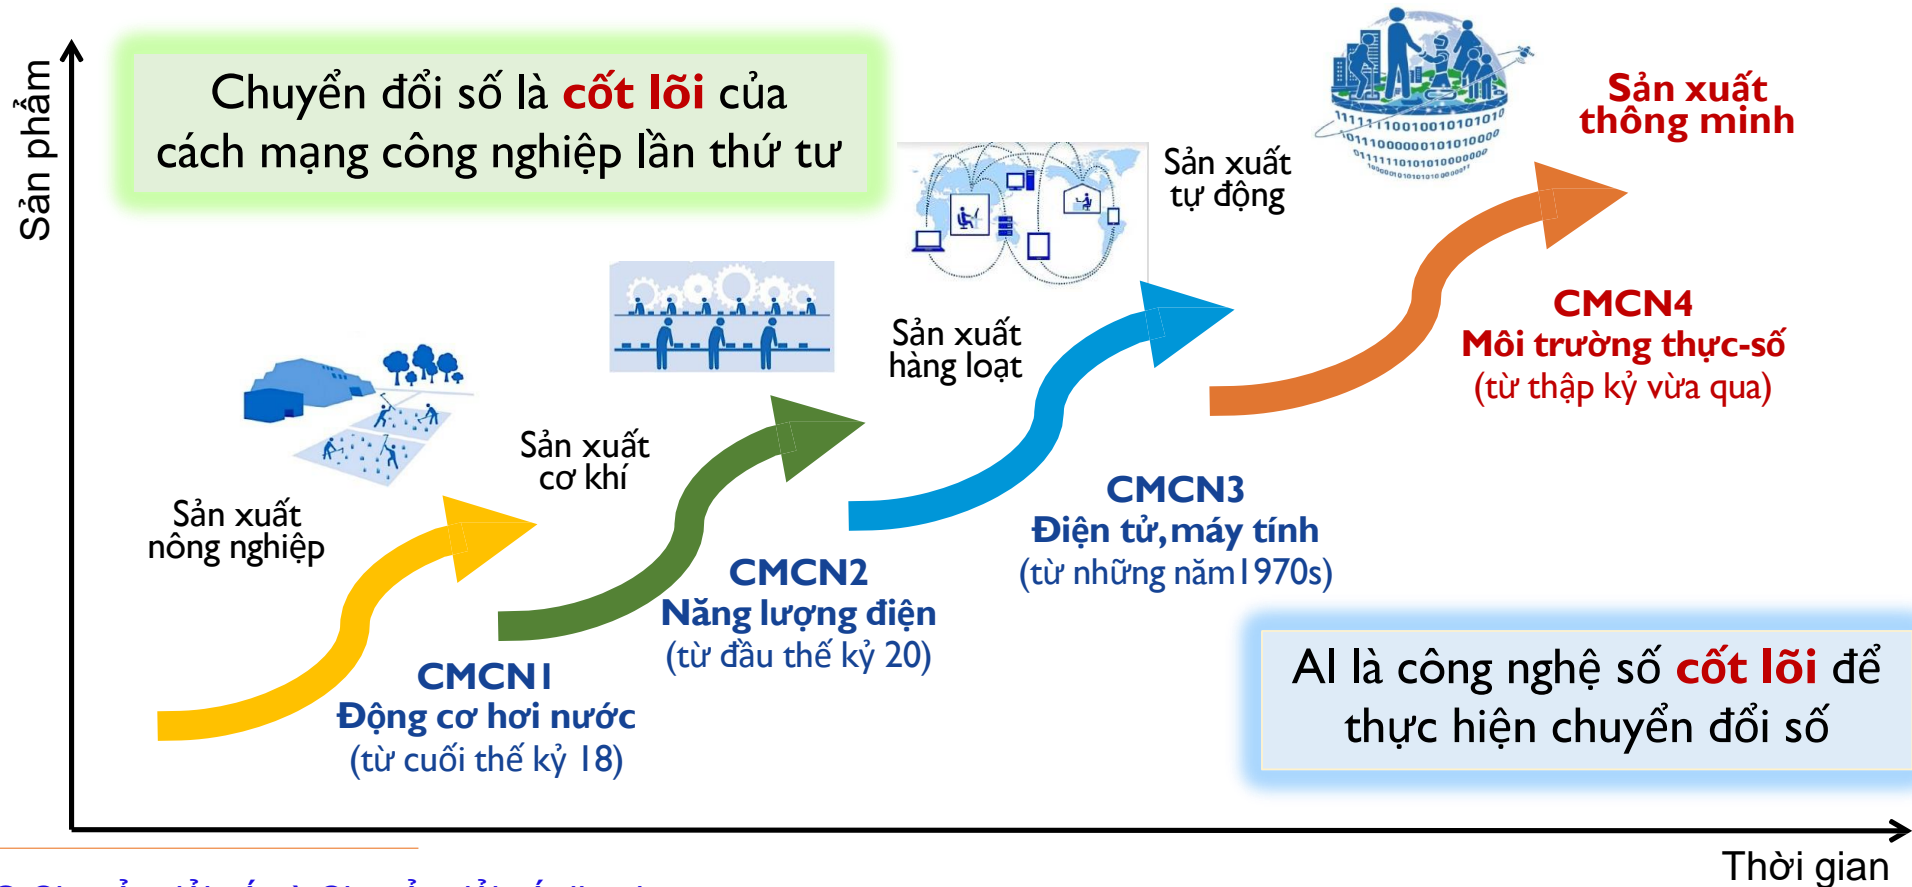 Sản phẩm
Chuyển đổi số là cốt lõi của
cách mạng công nghiệp lần thứ tư
Sản xuất
nông nghiệp
Sản xuất
cơ khí
Sản xuất
hàng loạt
Sản xuất
tự động
Sản xuất
thông minh
CMCN1
Động cơ hơi nước
(từ cuối thế kỷ 18)
CMCN2
Năng lượng điện
(từ đầu thế kỷ 20)
CMCN3
Điện tử, máy tính
(từ những năm1970s)
CMCN4
Môi trường thực-số
(từ thập kỷ vừa qua)
AI là công nghệ số cốt lõi để
thực hiện chuyển đổi số
Thời gian